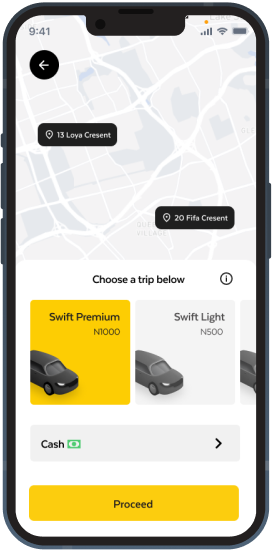 9:41
13 Loya Cresent
20 Fifa Cresent
Choose a trip below
Swift Premium
N1000
Swift Light
N500
Cash
Proceed